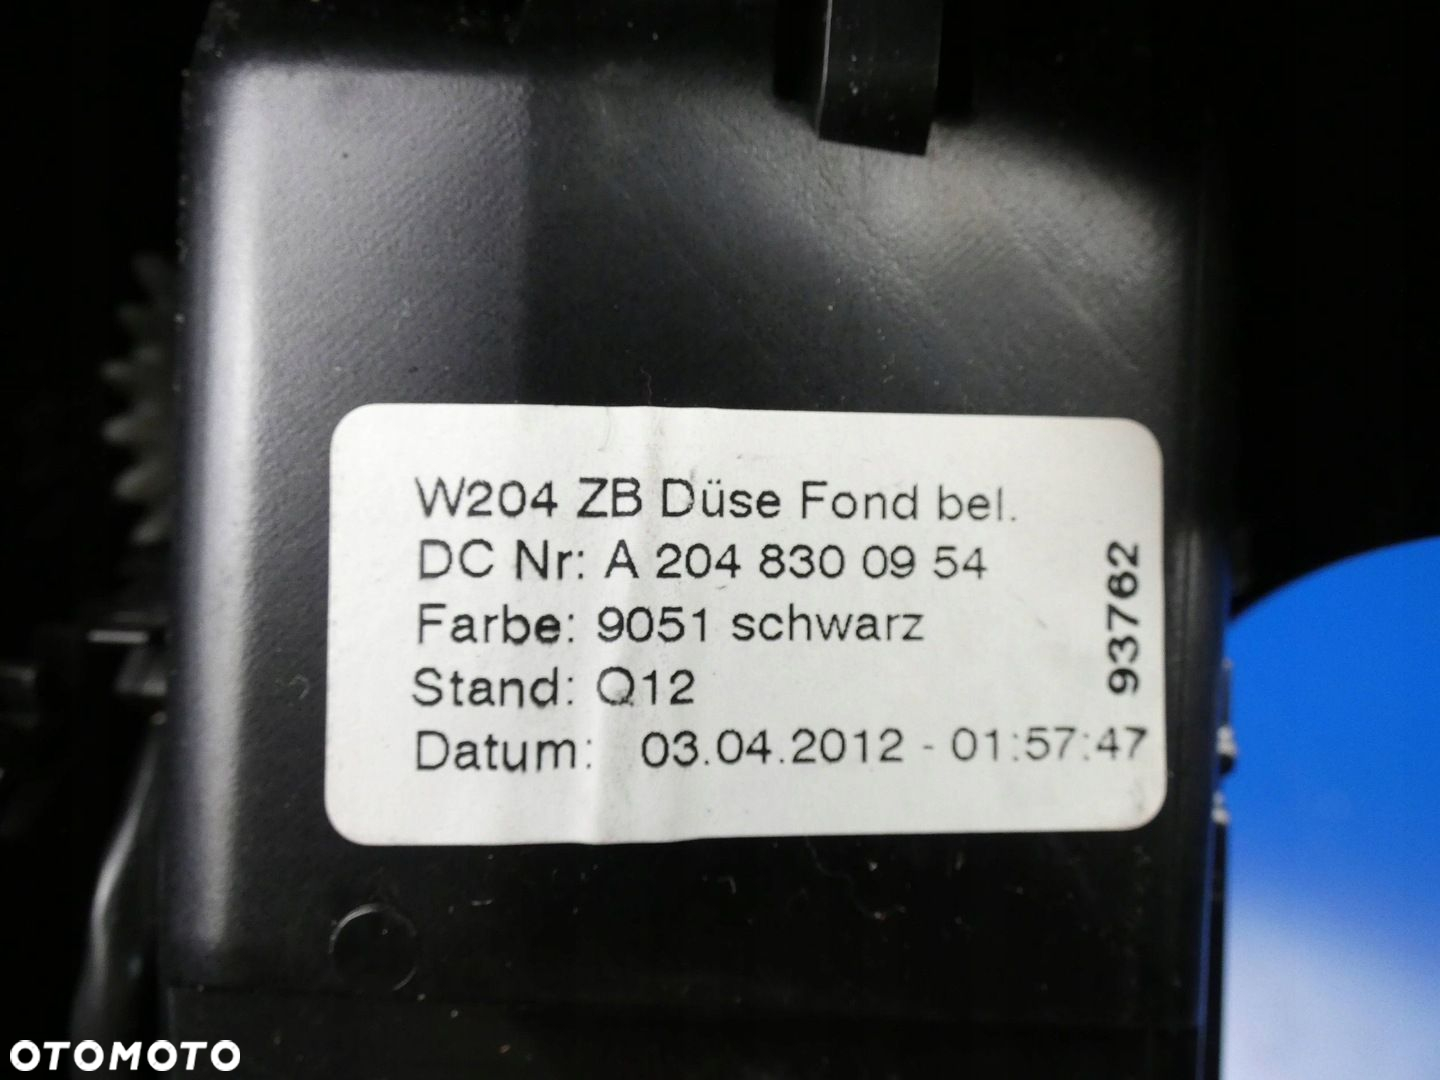 W204 ZB Düse Fond bel.
DC Nr: A 204 830 09 54
Farbe: 9051 schwarz
Stand: Q12
Datum: 03.04.2012 - 01:57:47
93762
OTOMOTO